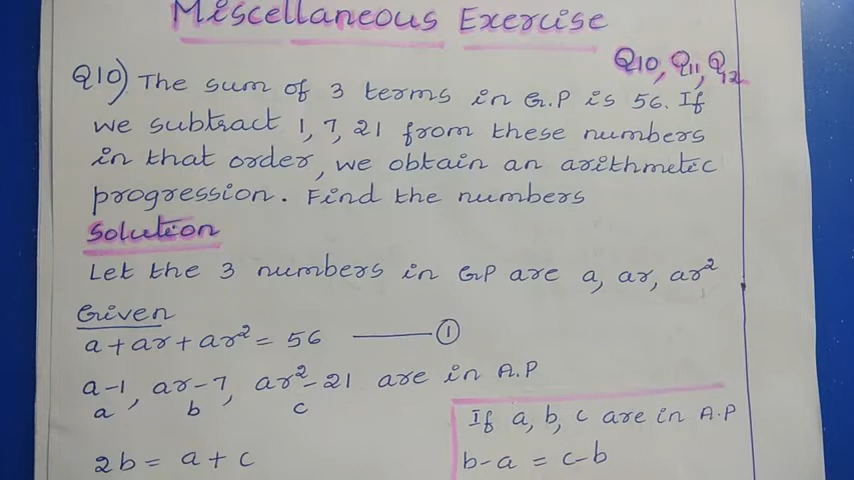 Miscellaneous Exercise
Q10, Q11, Q12
Q10) The sum of 3 terms in G.P is 56. If
we subtract 1, 7, 21 from these numbers
in that order, we obtain an arithmetic
progression. Find the numbers
Solution
Let the 3 numbers in GP are a, ar, ar²
Given
a + ar + ar² = 56 ——— ①
a-1, ar-7, ar²-21 are in A.P
a b c
If a, b, c are in A.P
2b = a + c
b-a = c-b